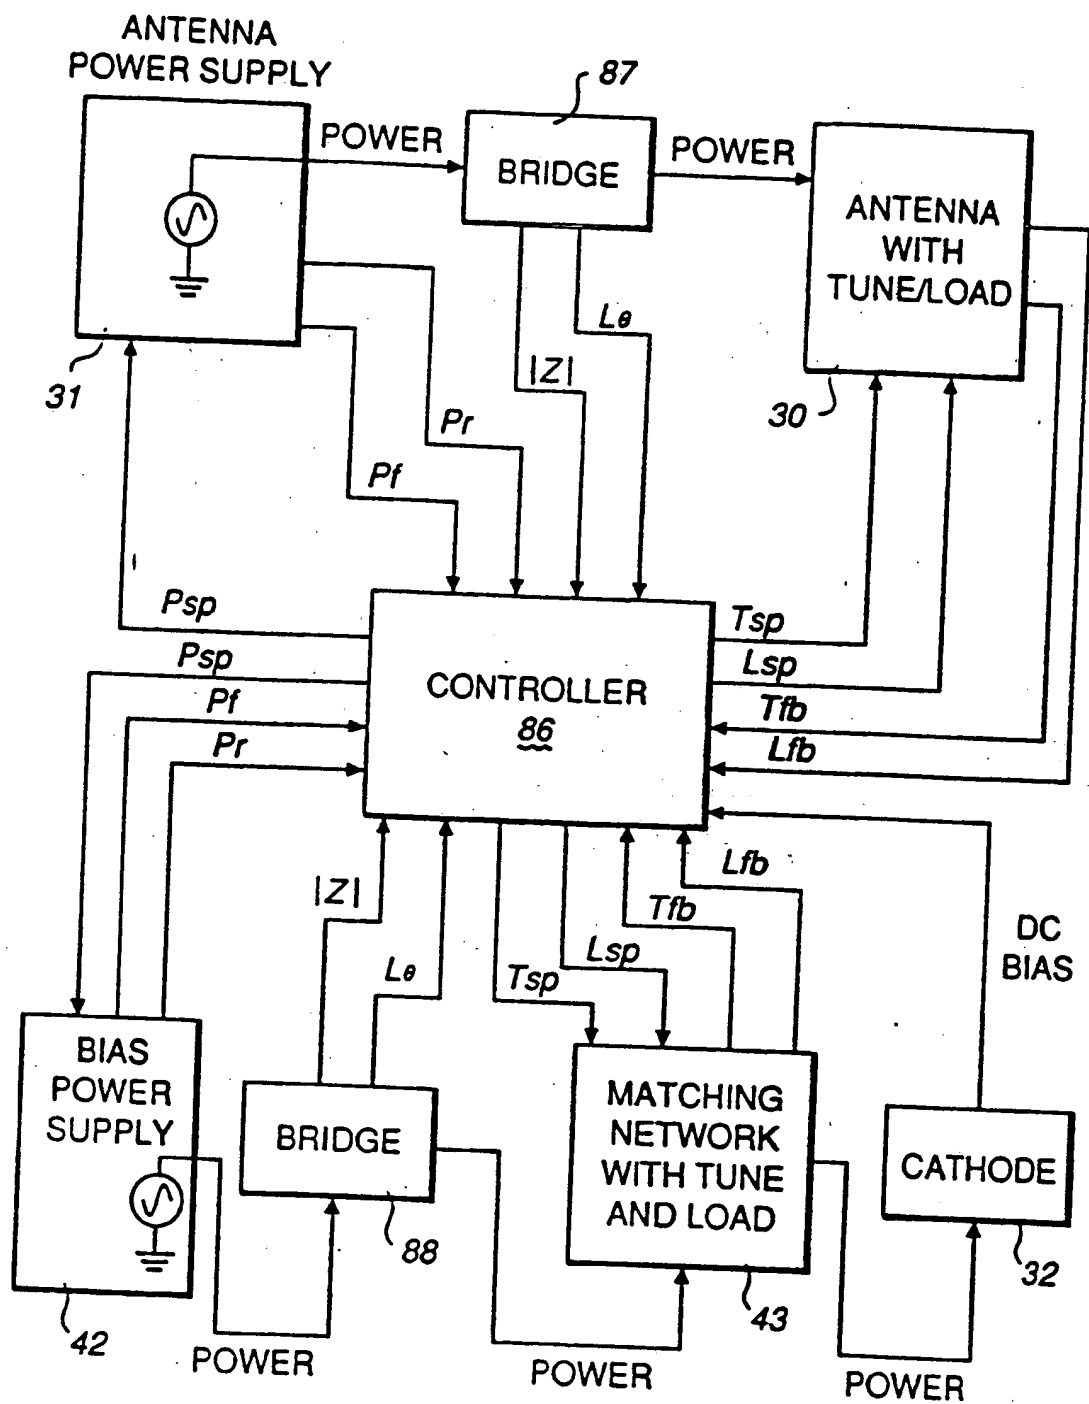 ANTENNA
POWER SUPPLY
87
POWER
BRIDGE
POWER
ANTENNA
WITH
TUNE/LOAD
31
30
|Z|
Lθ
Pr
Pf
Psp
Psp
Pf
Pr
CONTROLLER
86
Tsp
Lsp
Tfb
Lfb
|Z|
Lθ
Tsp
Lsp
Tfb
Lfb
DC
BIAS
BIAS
POWER
SUPPLY
BRIDGE
MATCHING
NETWORK
WITH TUNE
AND LOAD
CATHODE
42
88
43
32
POWER
POWER
POWER